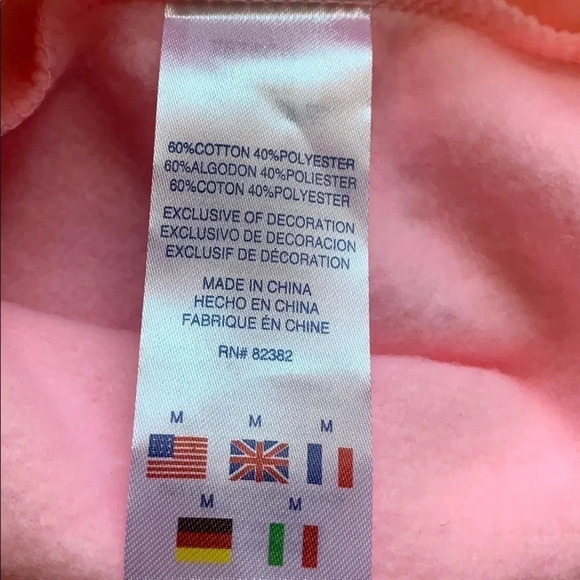 60%COTTON 40%POLYESTER
60%ALGODON 40%POLIESTER
60%COTON 40%POLYESTER
EXCLUSIVE OF DECORATION
EXCLUSIVO DE DECORACION
EXCLUSIF DE DÉCORATION
MADE IN CHINA
HECHO EN CHINA
FABRIQUE ÉN CHINE
RN# 82382
M M M
M M